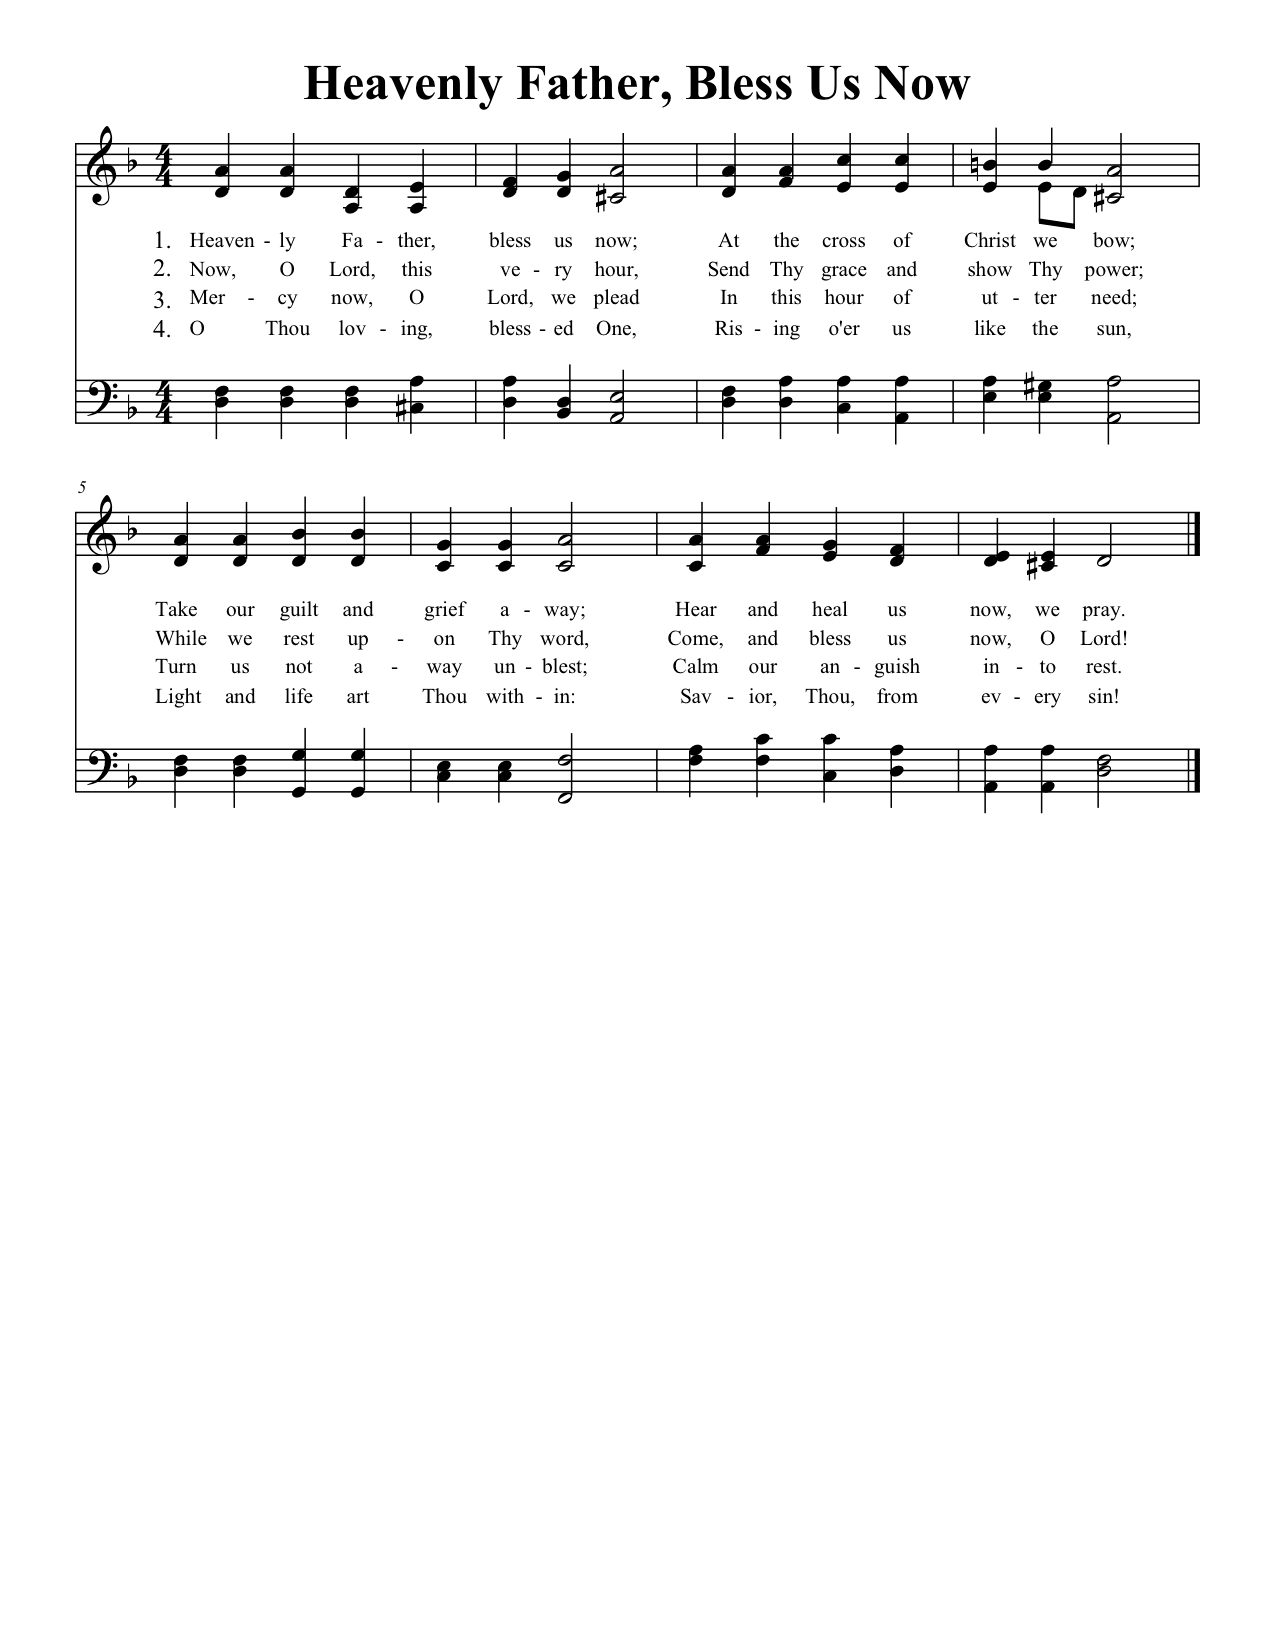 Heavenly Father, Bless Us Now
4 4
1. Heaven - ly Fa - ther, bless us now; At the cross of Christ we bow;
2. Now, O Lord, this ve - ry hour, Send Thy grace and show Thy power;
3. Mer - cy now, O Lord, we plead In this hour of ut - ter need;
4. O Thou lov - ing, bless - ed One, Ris - ing o'er us like the sun,
4 4
5
Take our guilt and grief a - way; Hear and heal us now, we pray.
While we rest up - on Thy word, Come, and bless us now, O Lord!
Turn us not a - way un - blest; Calm our an - guish in - to rest.
Light and life art Thou with - in: Sav - ior, Thou, from ev - ery sin!